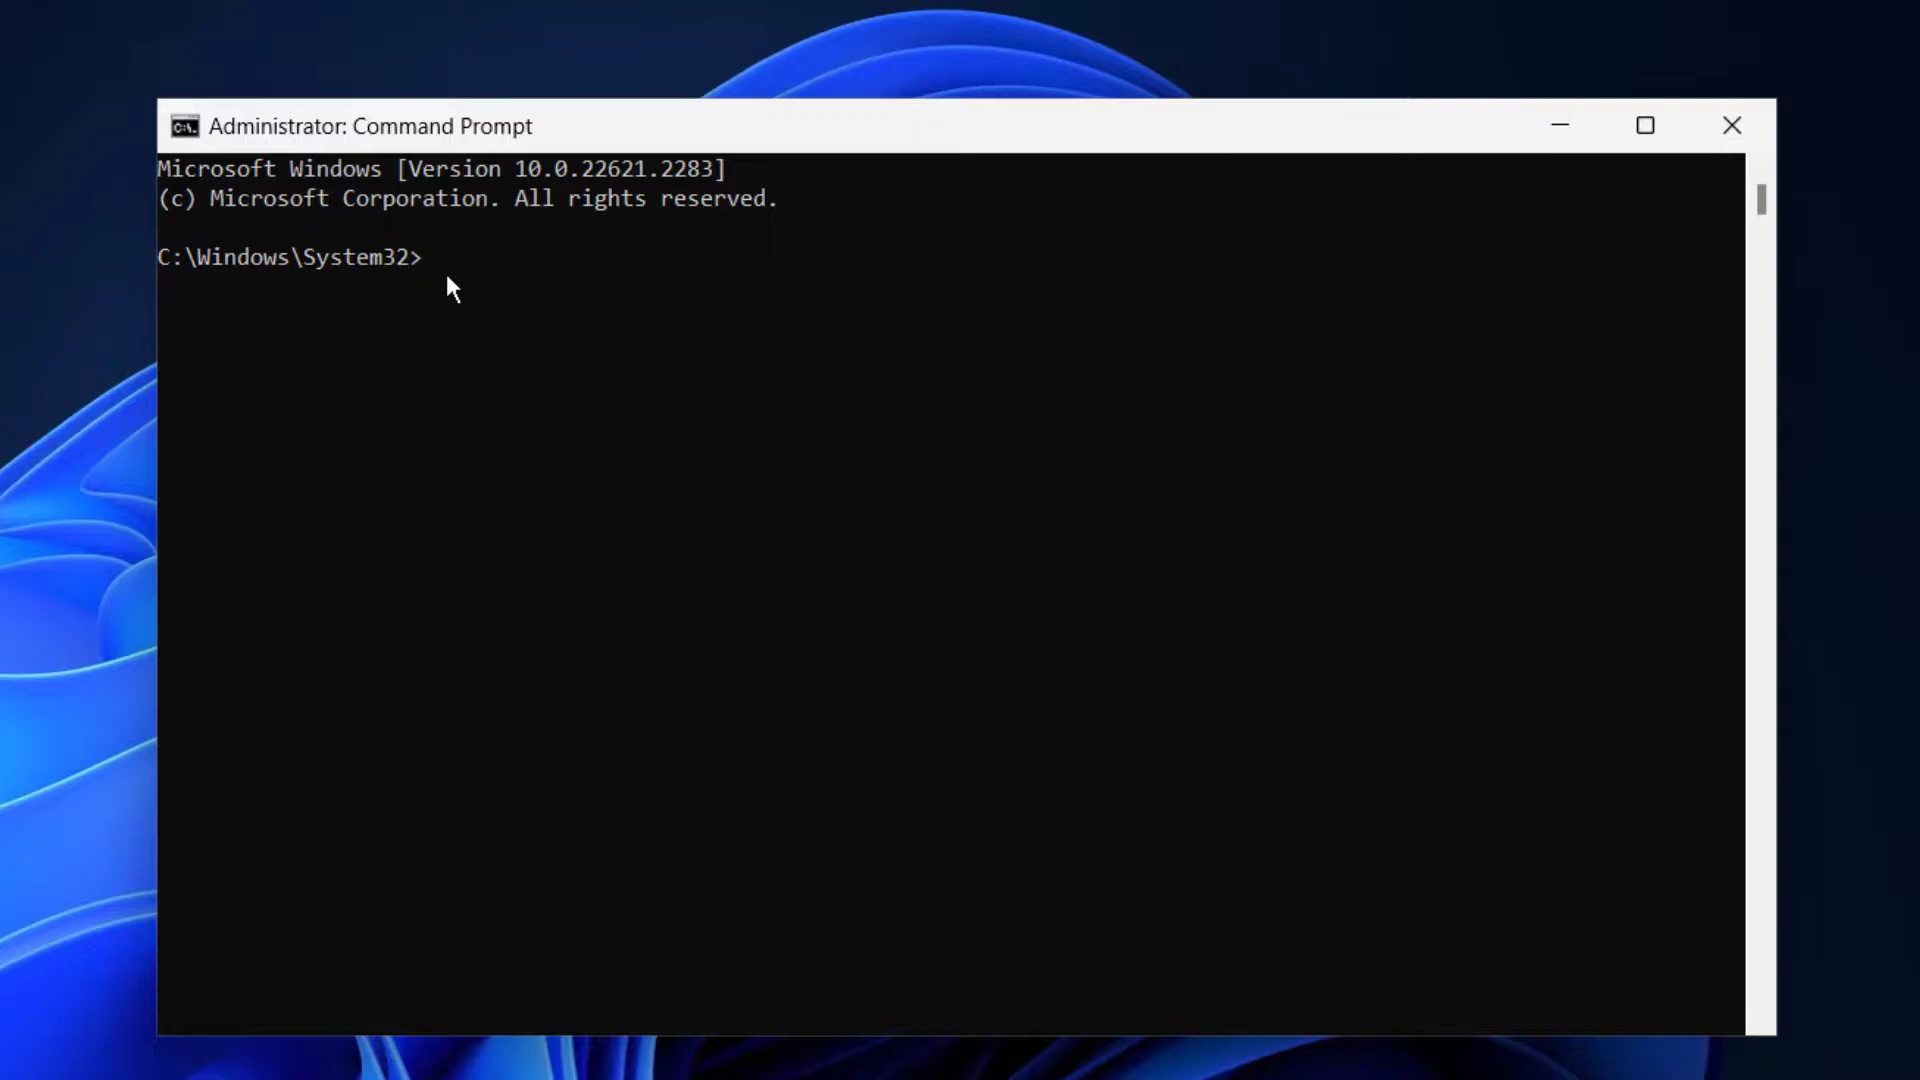 Administrator: Command Prompt
Microsoft Windows [Version 10.0.22621.2283]
(c) Microsoft Corporation. All rights reserved.
C:\Windows\System32>